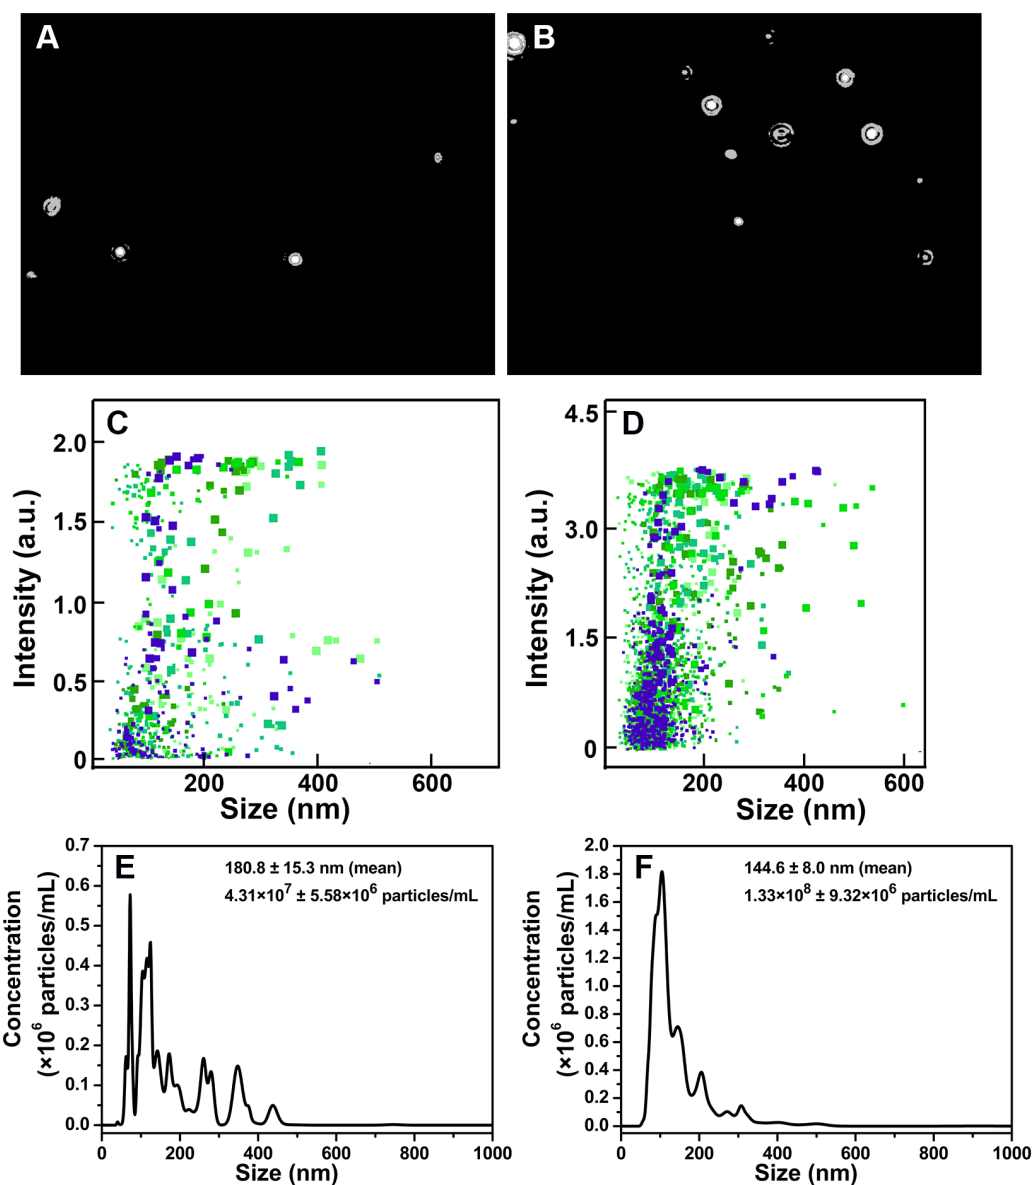 A
B
C
2.0
1.5
1.0
0.5
0
Intensity (a.u.)
200 400 600
Size (nm)
D
4.5
3.0
1.5
0
Intensity (a.u.)
200 400 600
Size (nm)
E
180.8 ± 15.3 nm (mean)
4.31×10⁷ ± 5.58×10⁶ particles/mL
0.7
0.6
0.5
0.4
0.3
0.2
0.1
0.0
Concentration
(×10⁶ particles/mL)
0 200 400 600 800 1000
Size (nm)
F
144.6 ± 8.0 nm (mean)
1.33×10⁸ ± 9.32×10⁶ particles/mL
2.0
1.8
1.6
1.4
1.2
1.0
0.8
0.6
0.4
0.2
0.0
Concentration
(×10⁶ particles/mL)
0 200 400 600 800 1000
Size (nm)